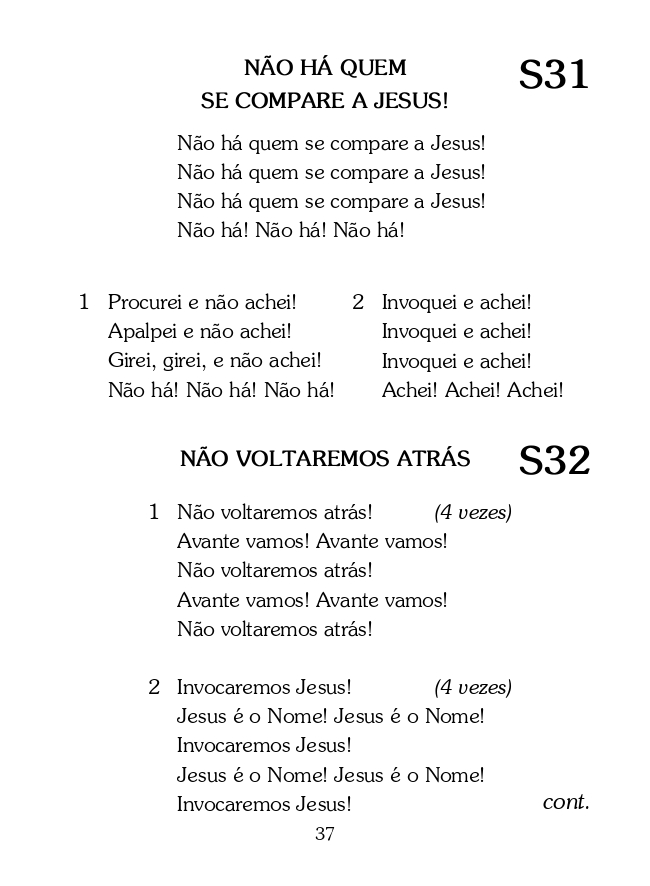 NÃO HÁ QUEM
SE COMPARE A JESUS!
S31
Não há quem se compare a Jesus!
Não há quem se compare a Jesus!
Não há quem se compare a Jesus!
Não há! Não há! Não há!
1 Procurei e não achei!
Apalpei e não achei!
Girei, girei, e não achei!
Não há! Não há! Não há!
2 Invoquei e achei!
Invoquei e achei!
Invoquei e achei!
Achei! Achei! Achei!
NÃO VOLTAREMOS ATRÁS
S32
1 Não voltaremos atrás! (4 vezes)
Avante vamos! Avante vamos!
Não voltaremos atrás!
Avante vamos! Avante vamos!
Não voltaremos atrás!
2 Invocaremos Jesus! (4 vezes)
Jesus é o Nome! Jesus é o Nome!
Invocaremos Jesus!
Jesus é o Nome! Jesus é o Nome!
Invocaremos Jesus!
cont.
37